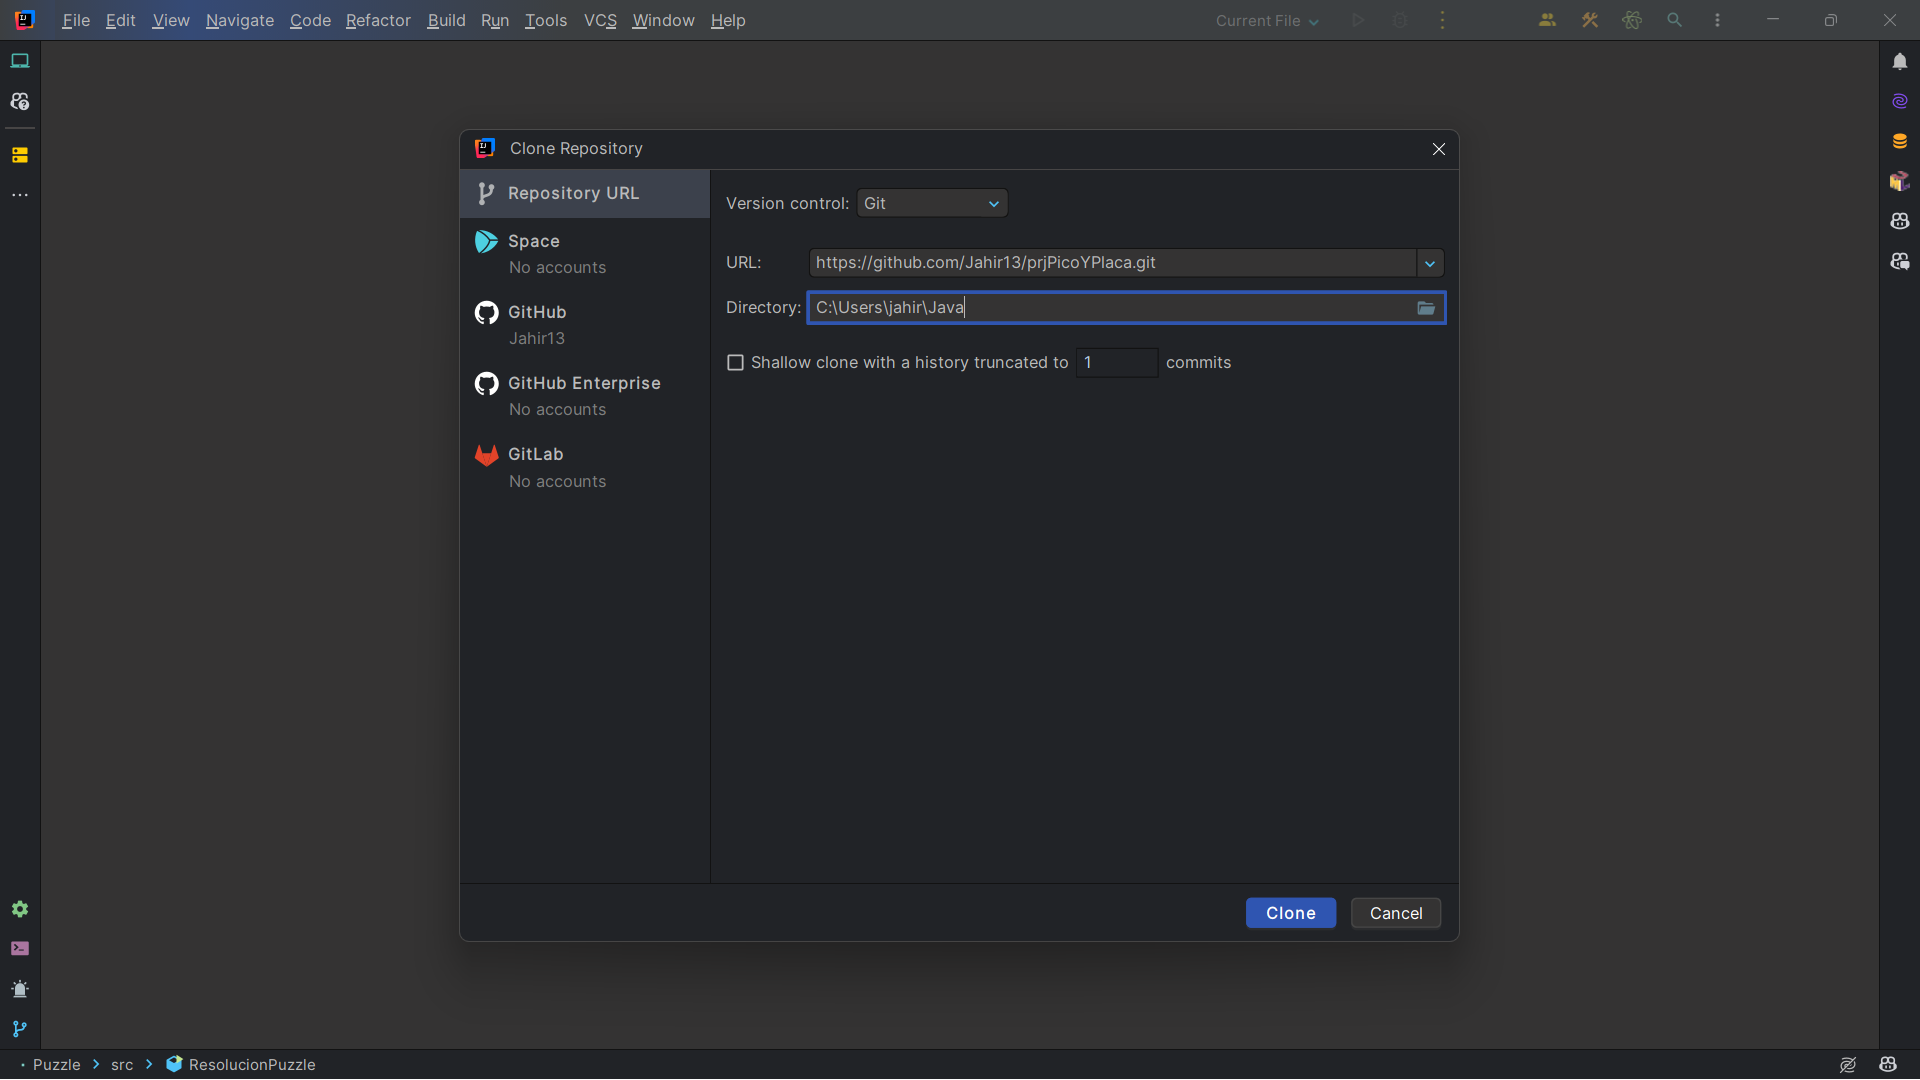 File Edit View Navigate Code Refactor Build Run Tools VCS Window Help Current File
Clone Repository
Repository URL
Space
No accounts
GitHub
Jahir13
GitHub Enterprise
No accounts
GitLab
No accounts
Version control: Git
URL: https://github.com/Jahir13/prjPicoYPlaca.git
Directory: C:\Users\jahir\Java
Shallow clone with a history truncated to 1 commits
Clone Cancel
Puzzle src ResolucionPuzzle